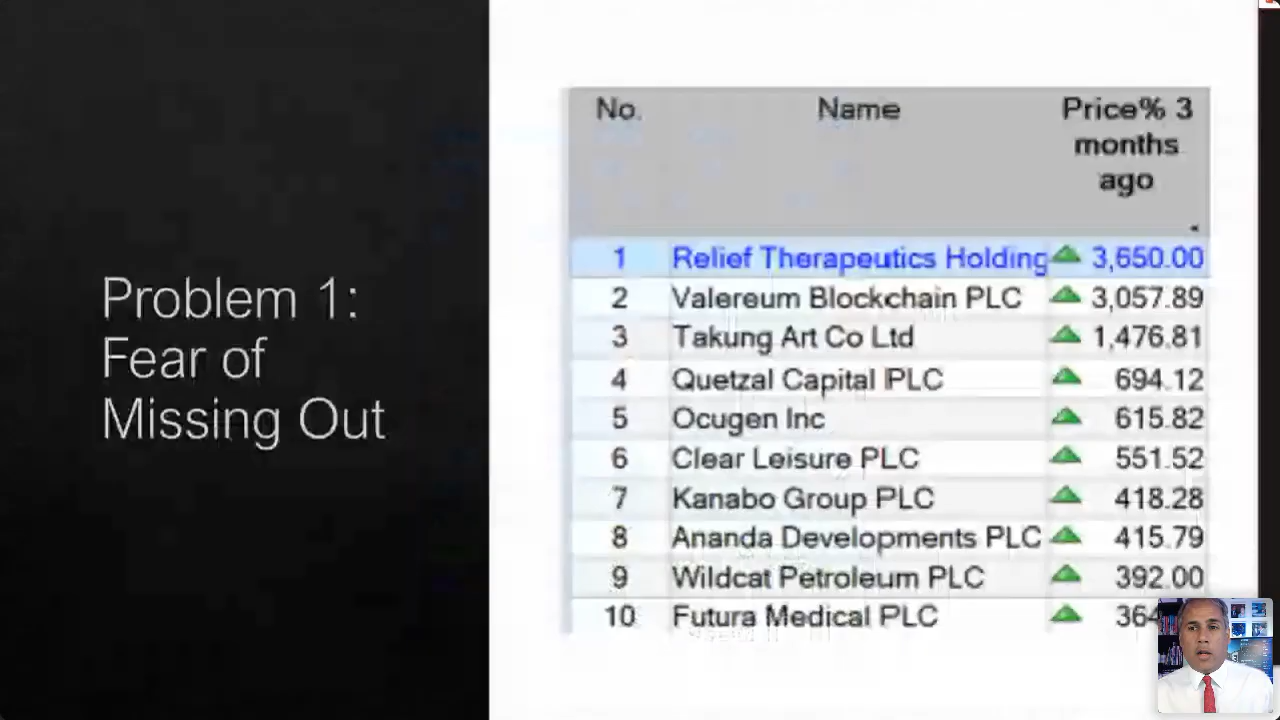 Problem 1:
Fear of
Missing Out
No. Name Price% 3
months
ago
1 Relief Therapeutics Holding 3,650.00
2 Valereum Blockchain PLC 3,057.89
3 Takung Art Co Ltd 1,476.81
4 Quetzal Capital PLC 694.12
5 Ocugen Inc 615.82
6 Clear Leisure PLC 551.52
7 Kanabo Group PLC 418.28
8 Ananda Developments PLC 415.79
9 Wildcat Petroleum PLC 392.00
10 Futura Medical PLC